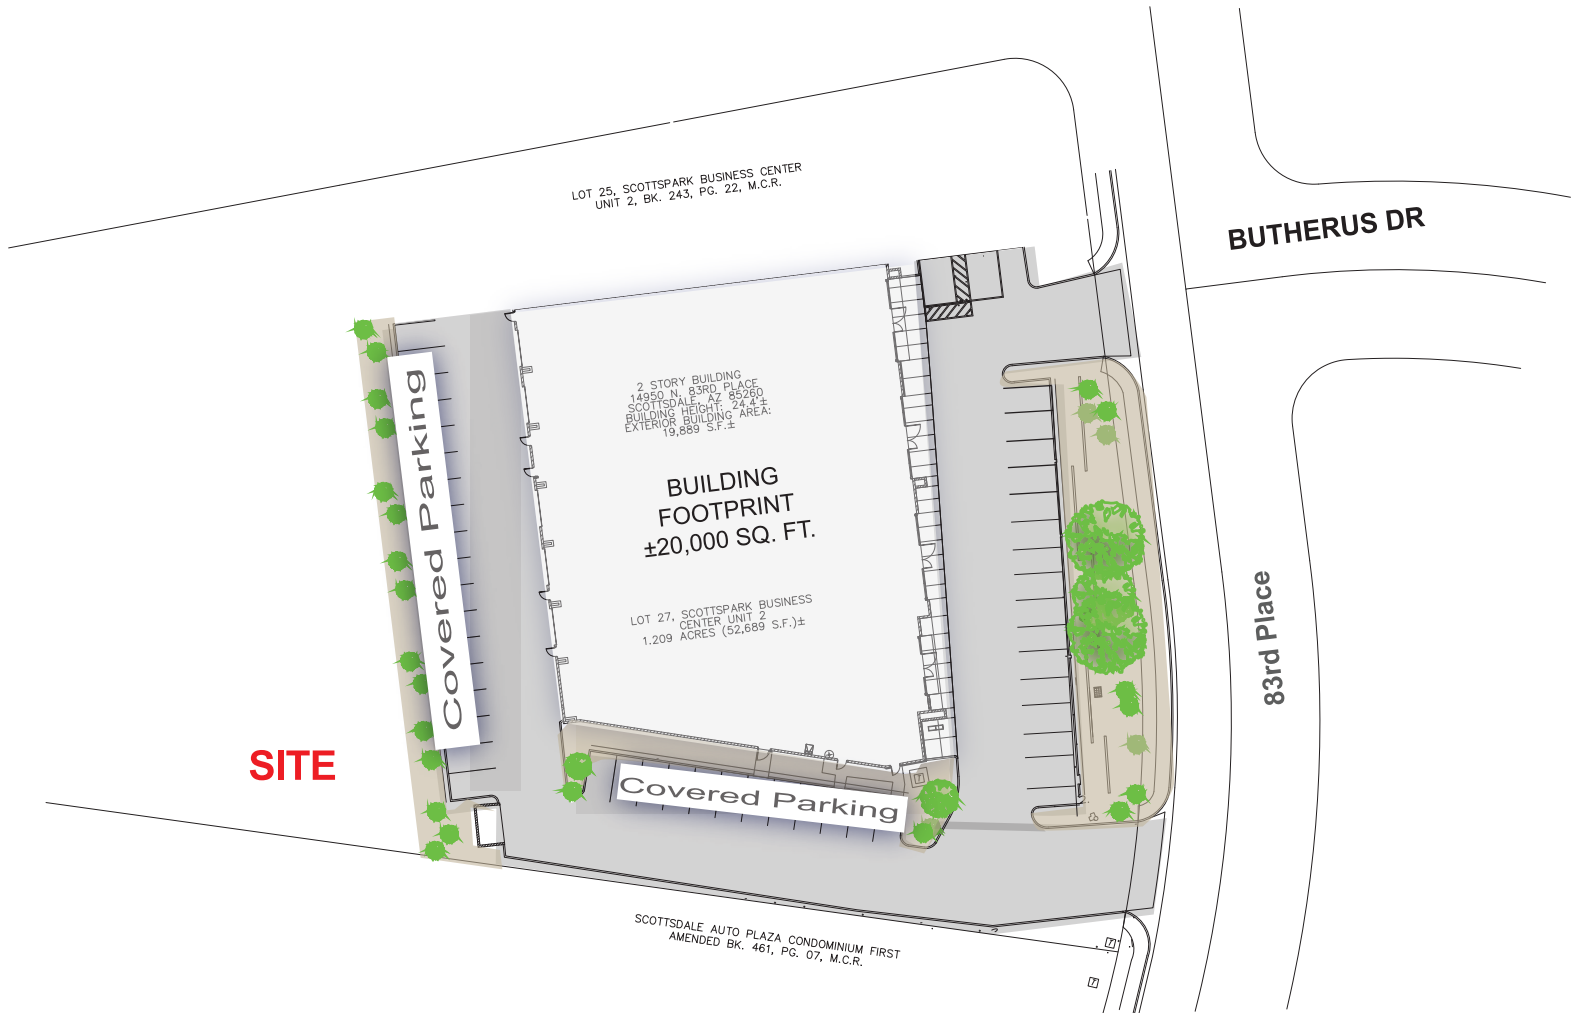 LOT 25, SCOTTSPARK BUSINESS CENTER
UNIT 2, BK. 243, PG. 22, M.C.R.
BUTHERUS DR
2 STORY BUILDING
14950 N. 83RD PLACE
SCOTTSDALE, AZ 85260
BUILDING HEIGHT: 24.4'±
EXTERIOR BUILDING AREA:
19,889 S.F.±
Covered Parking
BUILDING
FOOTPRINT
±20,000 SQ. FT.
LOT 27, SCOTTSPARK BUSINESS
CENTER UNIT 2
1.209 ACRES (52,689 S.F.)±
83rd Place
SITE
Covered Parking
SCOTTSDALE AUTO PLAZA CONDOMINIUM FIRST
AMENDED BK. 461, PG. 07, M.C.R.